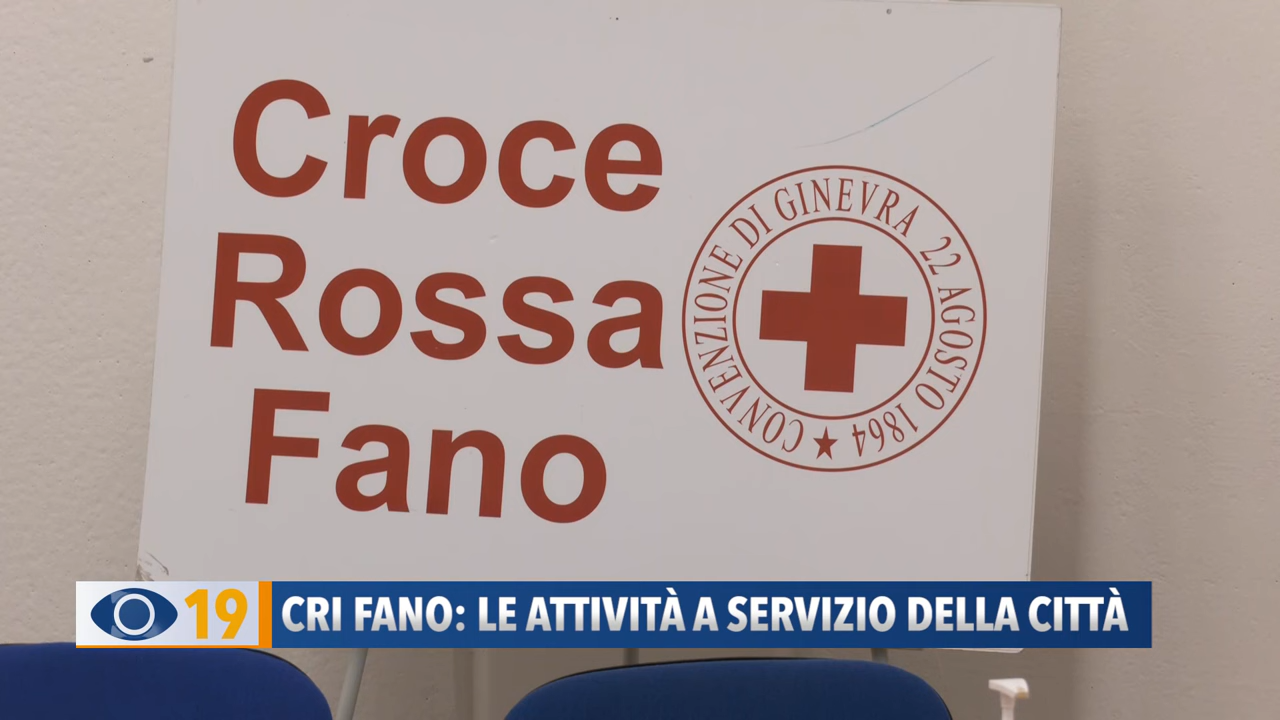 Croce
Rossa
Fano
CONVENZIONE DI GINEVRA 22 AGOSTO 1864 ★
19
CRI FANO: LE ATTIVITÀ A SERVIZIO DELLA CITTÀ